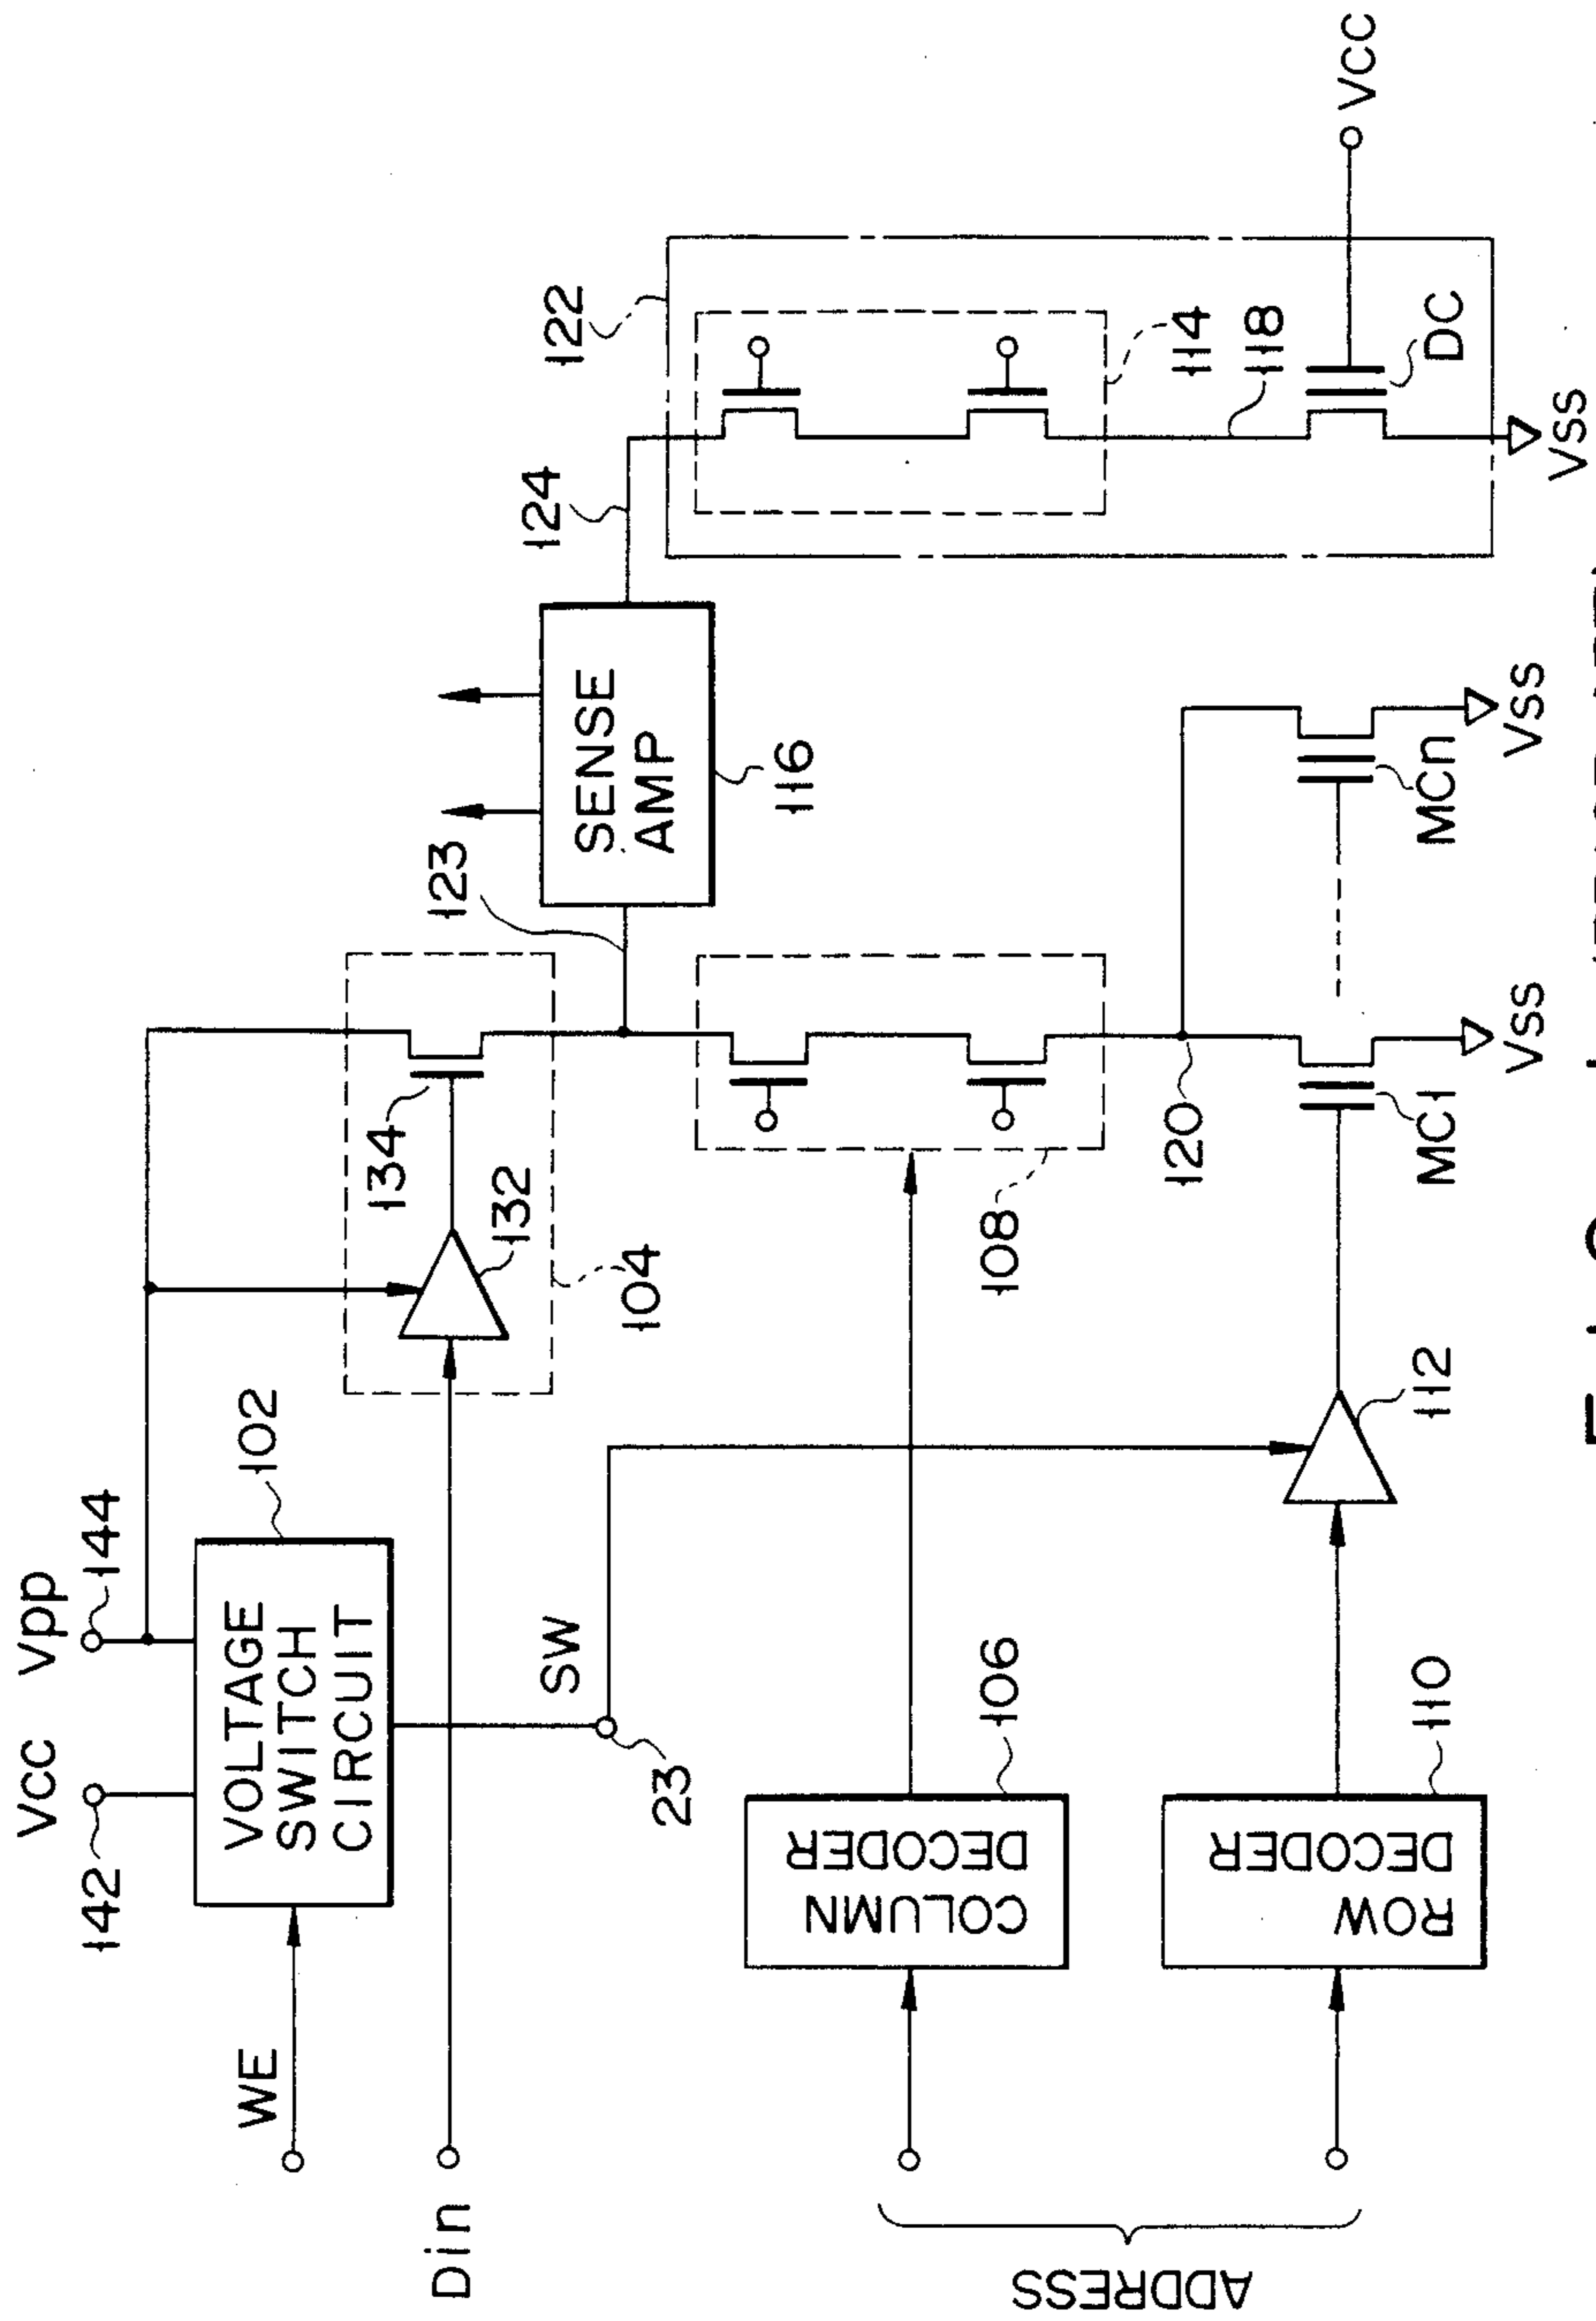 Vcc
Vpp
142
144
WE
VOLTAGE
SWITCH
CIRCUIT
102
Din
134
132
104
123
SW
23
SENSE
AMP
116
124
122
114
118
DC
Vcc
Vss
COLUMN
DECODER
106
108
120
ADDRESS
ROW
DECODER
110
112
MC1
MCn
Vss
Vss